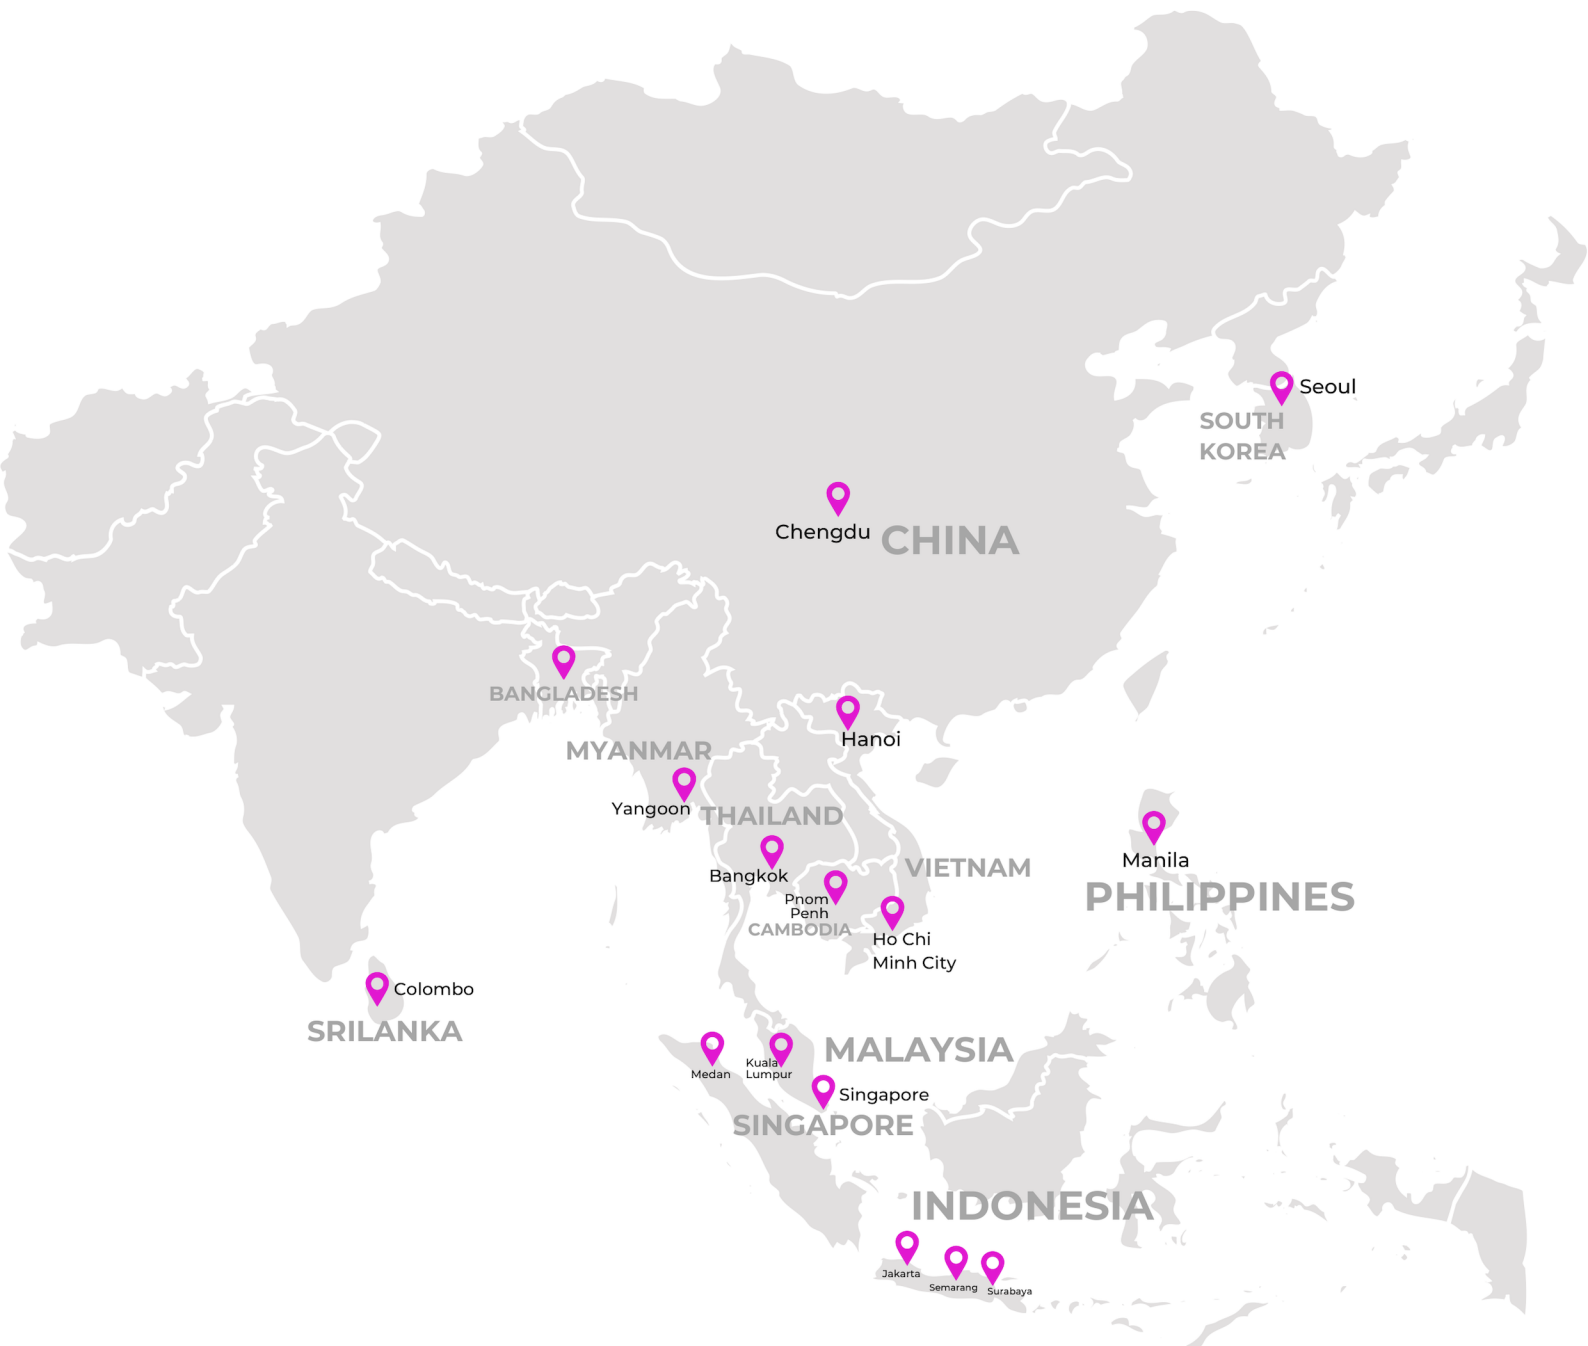 Seoul
SOUTH
KOREA
Chengdu
CHINA
BANGLADESH
Hanoi
MYANMAR
Yangoon
THAILAND
Manila
VIETNAM
Bangkok
PHILIPPINES
Pnom
Penh
CAMBODIA
Ho Chi
Minh City
Colombo
SRILANKA
MALAYSIA
Kuala
Lumpur
Medan
Singapore
SINGAPORE
INDONESIA
Jakarta
Semarang
Surabaya